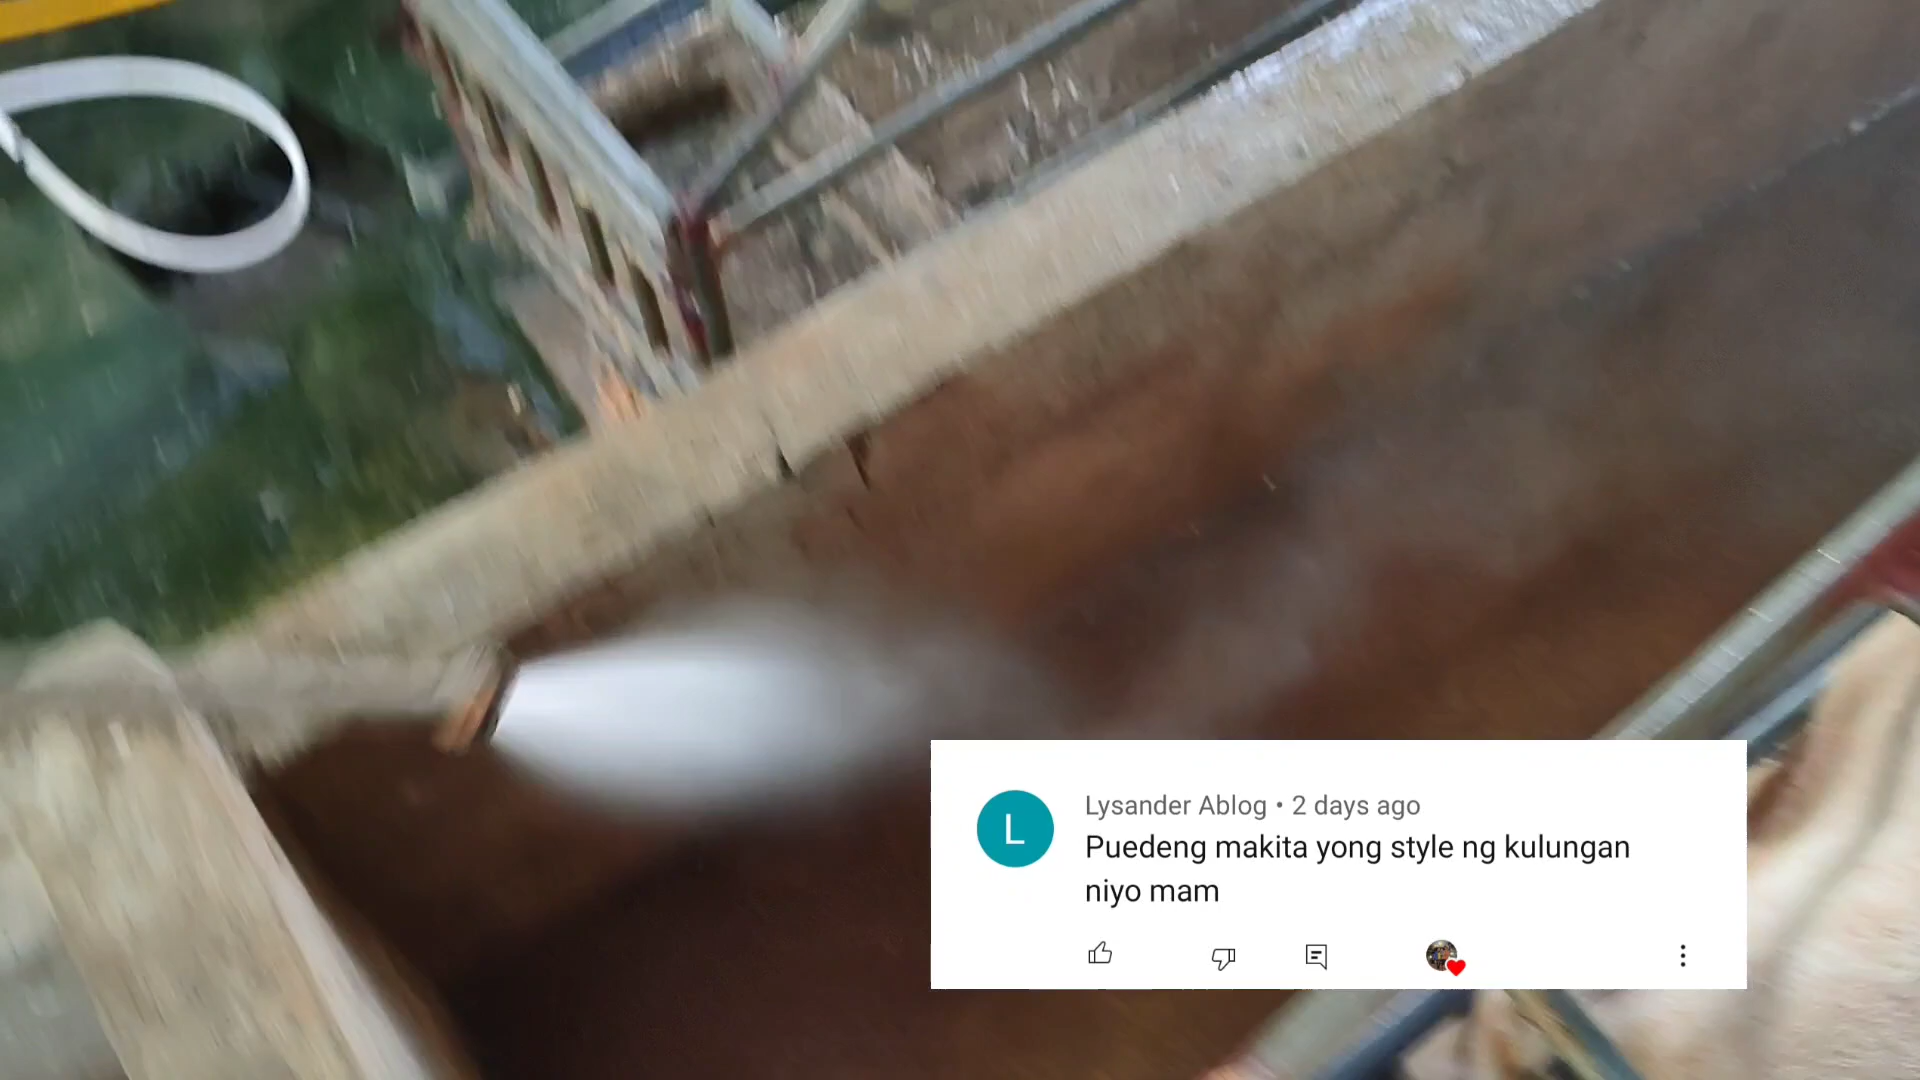 L
Lysander Ablog • 2 days ago
Puedeng makita yong style ng kulungan
niyo mam